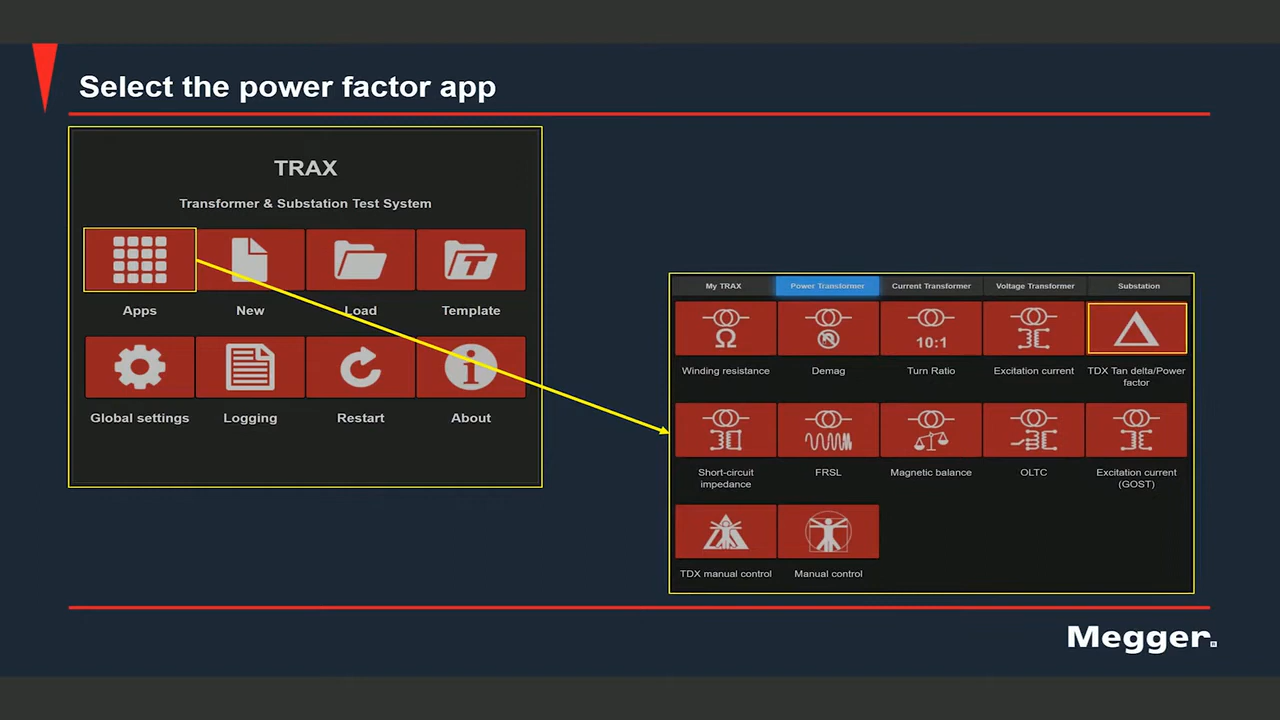 Select the power factor app
TRAX
Transformer & Substation Test System
Apps
New
Load
Template
T
i
Global settings
Logging
Restart
About
My TRAX
Power Transformer
Current Transformer
Voltage Transformer
Substation
Ω
10:1
Winding resistance
Demag
Turn Ratio
Excitation current
TDX Tan delta/Power
factor
Short-circuit
impedance
FRSL
Magnetic balance
OLTC
Excitation current
(GOST)
TDX manual control
Manual control
Megger.